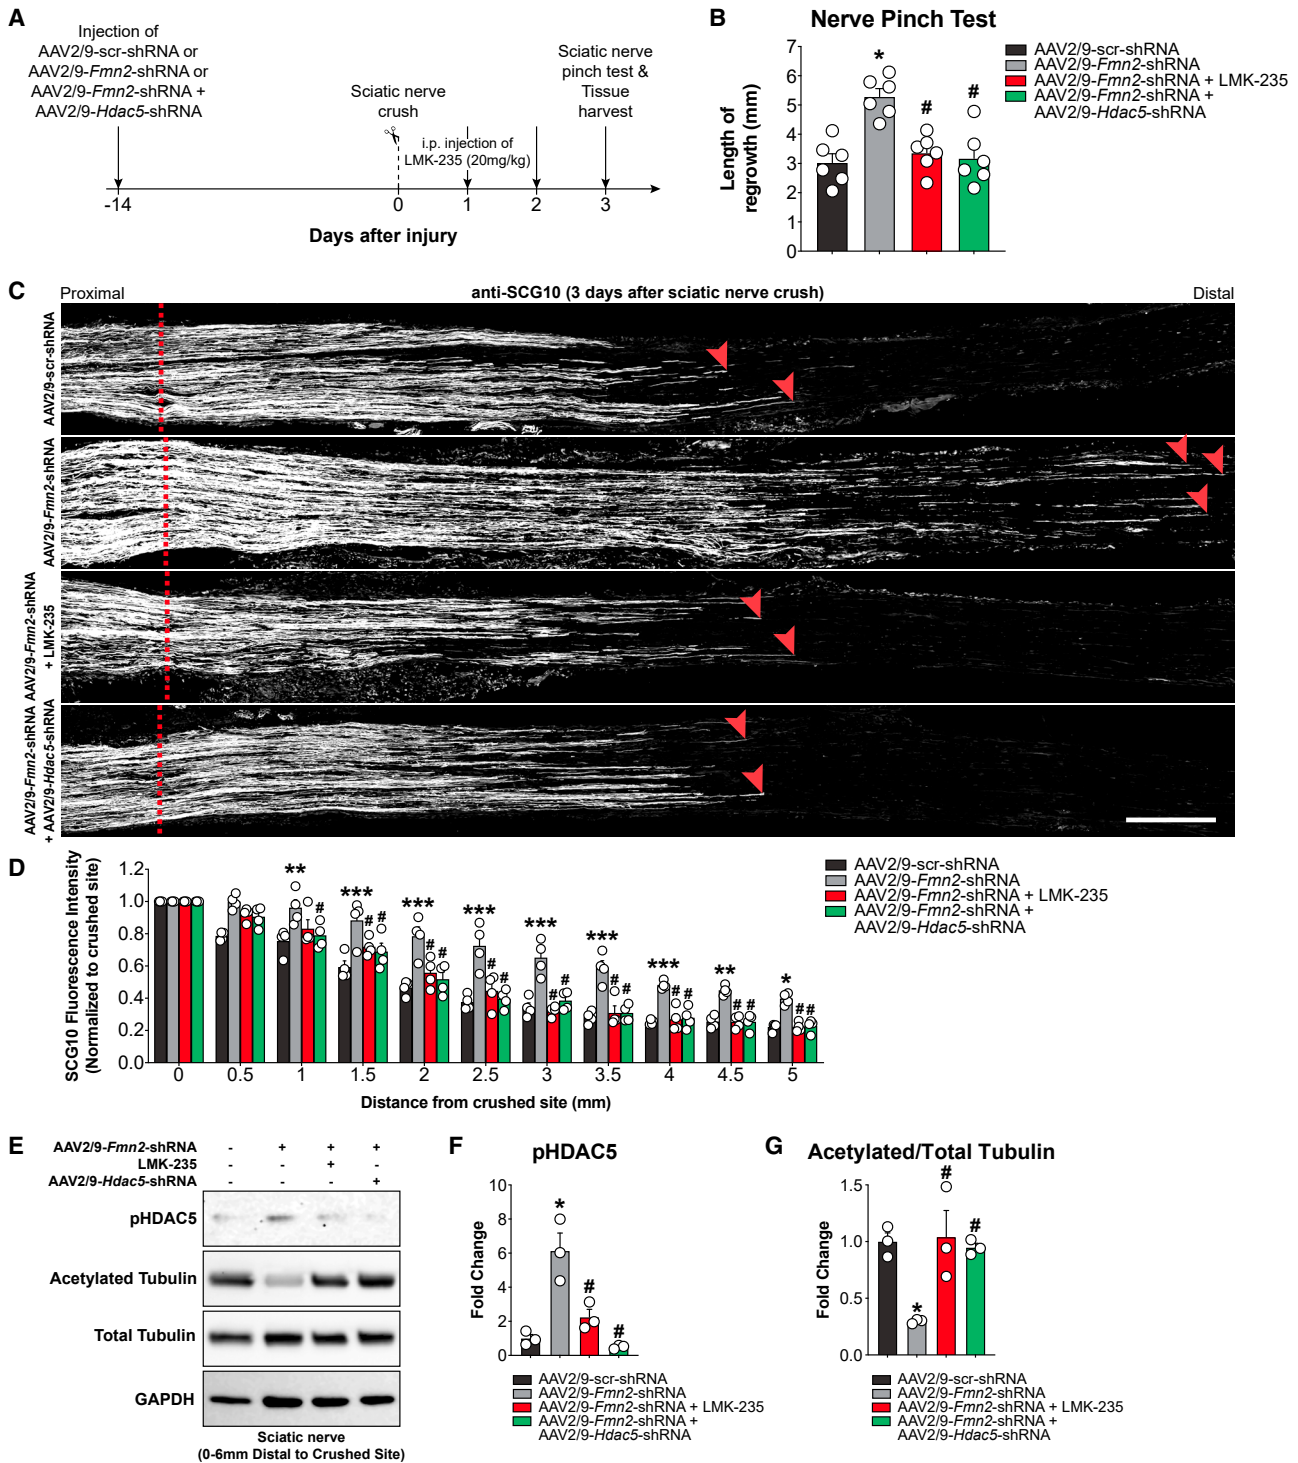 A
Injection of
AAV2/9-scr-shRNA or
AAV2/9-Fmn2-shRNA or
AAV2/9-Fmn2-shRNA +
AAV2/9-Hdac5-shRNA
Sciatic nerve
crush
i.p. injection of
LMK-235 (20mg/kg)
Sciatic nerve
pinch test &
Tissue
harvest
-14
0
1
2
3
Days after injury
B
Nerve Pinch Test
Length of
regrowth (mm)
7
6
5
4
3
2
1
0
*
#
#
AAV2/9-scr-shRNA
AAV2/9-Fmn2-shRNA
AAV2/9-Fmn2-shRNA + LMK-235
AAV2/9-Fmn2-shRNA +
AAV2/9-Hdac5-shRNA
C
Proximal
anti-SCG10 (3 days after sciatic nerve crush)
Distal
AAV2/9-scr-shRNA
AAV2/9-Fmn2-shRNA
AAV2/9-Fmn2-shRNA
+ LMK-235
AAV2/9-Fmn2-shRNA
+ AAV2/9-Hdac5-shRNA
D
SCG10 Fluorescence Intensity
(Normalized to crushed site)
1.2
1.0
0.8
0.6
0.4
0.2
0.0
** #
*** # #
*** # #
*** # #
*** # #
*** # #
*** # #
** # #
* # #
0 0.5 1 1.5 2 2.5 3 3.5 4 4.5 5
Distance from crushed site (mm)
AAV2/9-scr-shRNA
AAV2/9-Fmn2-shRNA
AAV2/9-Fmn2-shRNA + LMK-235
AAV2/9-Fmn2-shRNA +
AAV2/9-Hdac5-shRNA
E
AAV2/9-Fmn2-shRNA - + + +
LMK-235 - - + -
AAV2/9-Hdac5-shRNA - - - +
pHDAC5
Acetylated Tubulin
Total Tubulin
GAPDH
Sciatic nerve
(0-6mm Distal to Crushed Site)
F
pHDAC5
Fold Change
10
8
6
4
2
0
*
#
#
AAV2/9-scr-shRNA
AAV2/9-Fmn2-shRNA
AAV2/9-Fmn2-shRNA + LMK-235
AAV2/9-Fmn2-shRNA +
AAV2/9-Hdac5-shRNA
G
Acetylated/Total Tubulin
Fold Change
1.5
1.0
0.5
0.0
*
#
#
AAV2/9-scr-shRNA
AAV2/9-Fmn2-shRNA
AAV2/9-Fmn2-shRNA + LMK-235
AAV2/9-Fmn2-shRNA +
AAV2/9-Hdac5-shRNA